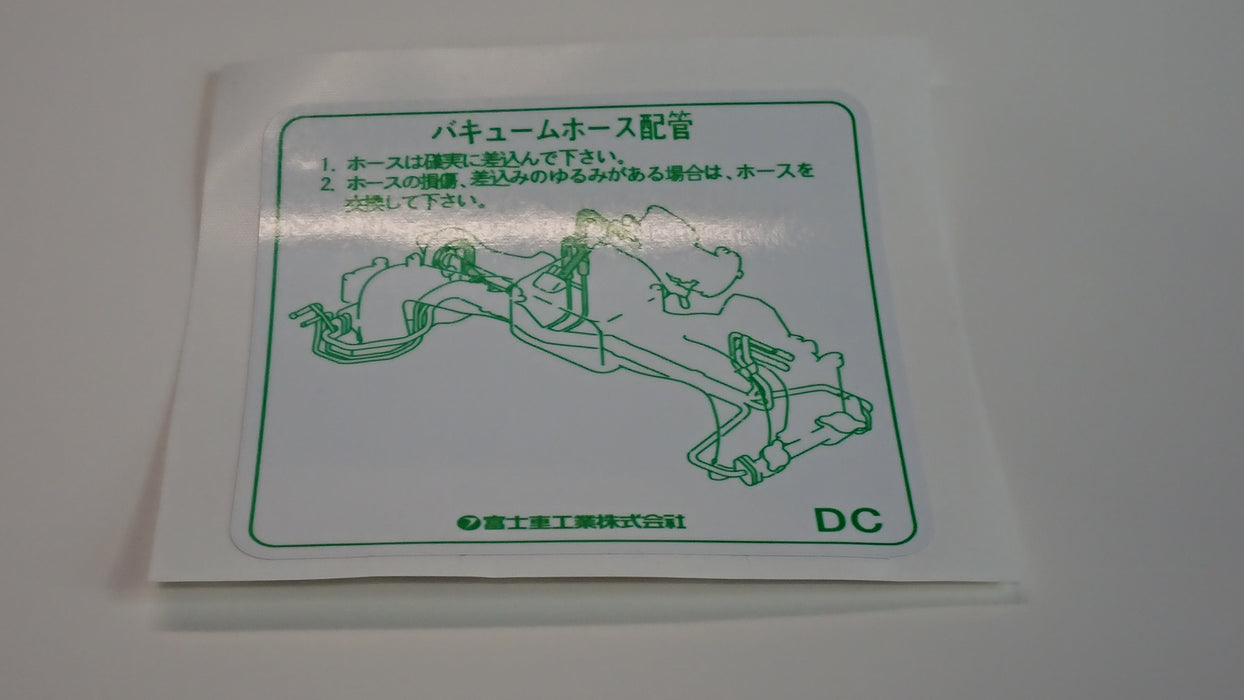 バキュームホース配管
1. ホースは確実に差込んで下さい。
2. ホースの損傷、差込みのゆるみがある場合は、ホースを
交換して下さい。
富士重工業株式会社
DC